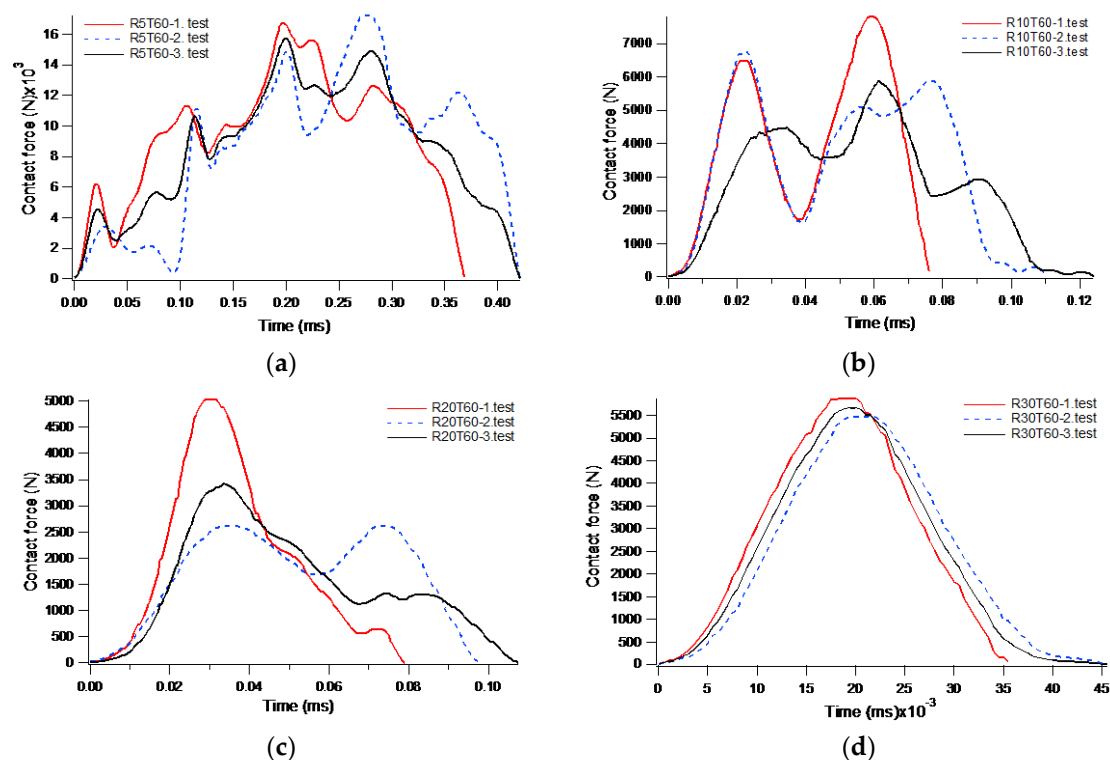 R5T60-1. test
R5T60-2. test
R5T60-3. test
16
14
12
10
8
6
4
2
0
Contact force (N)x10³
0.00 0.05 0.10 0.15 0.20 0.25 0.30 0.35 0.40
Time (ms)
(a)
R10T60-1.test
R10T60-2.test
R10T60-3.test
7000
6000
5000
4000
3000
2000
1000
0
Contact force (N)
0.00 0.02 0.04 0.06 0.08 0.10 0.12
Time (ms)
(b)
R20T60-1.test
R20T60-2.test
R20T60-3.test
5000
4500
4000
3500
3000
2500
2000
1500
1000
500
0
Contact force (N)
0.00 0.02 0.04 0.06 0.08 0.10
Time (ms)
(c)
R30T60-1.test
R30T60-2.test
R30T60-3.test
5500
5000
4500
4000
3500
3000
2500
2000
1500
1000
500
0
Contact force (N)
0 5 10 15 20 25 30 35 40 45
Time (ms)x10⁻³
(d)